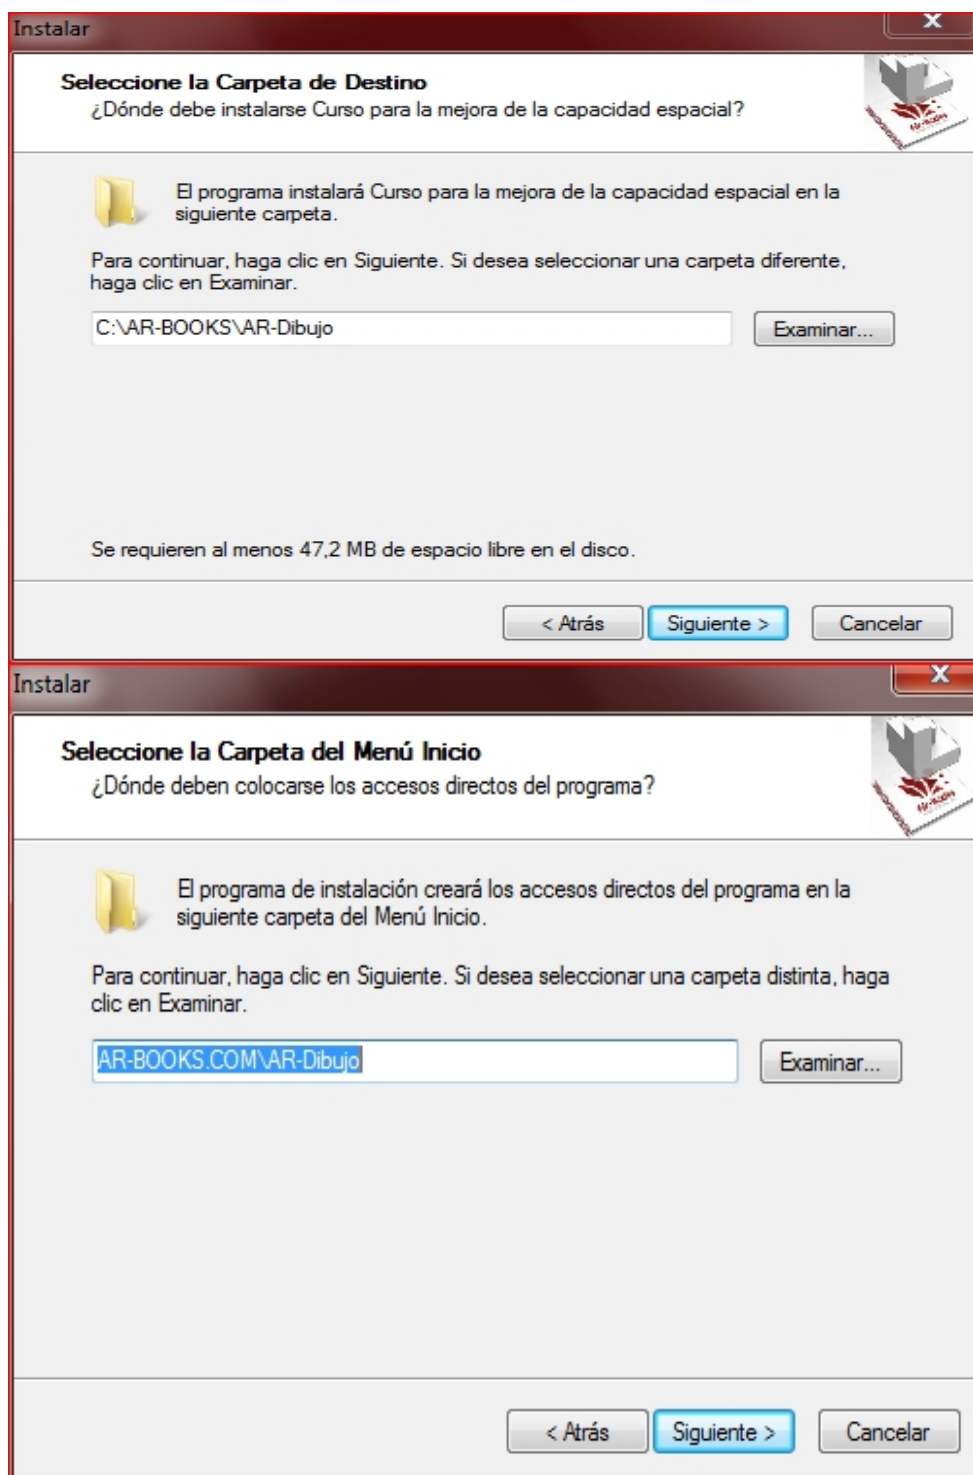 Instalar
Seleccione la Carpeta de Destino
¿Dónde debe instalarse Curso para la mejora de la capacidad espacial?
El programa instalará Curso para la mejora de la capacidad espacial en la
siguiente carpeta.
Para continuar, haga clic en Siguiente. Si desea seleccionar una carpeta diferente,
haga clic en Examinar.
C:\AR-BOOKS\AR-Dibujo
Examinar...
Se requieren al menos 47,2 MB de espacio libre en el disco.
< Atrás
Siguiente >
Cancelar
Instalar
Seleccione la Carpeta del Menú Inicio
¿Dónde deben colocarse los accesos directos del programa?
El programa de instalación creará los accesos directos del programa en la
siguiente carpeta del Menú Inicio.
Para continuar, haga clic en Siguiente. Si desea seleccionar una carpeta distinta, haga
clic en Examinar.
AR-BOOKS.COM\AR-Dibujo
Examinar...
< Atrás
Siguiente >
Cancelar